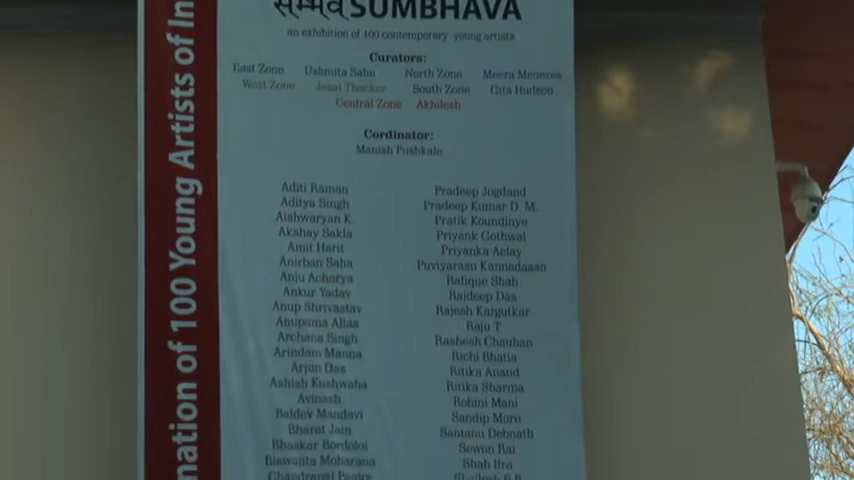 सम्भव SUMBHAVA
an exhibition of 100 contemporary young artists
Curators:
East Zone Ushmita Sahu North Zone Meera Menezes
West Zone Jesal Thacker South Zone Gita Hudson
Central Zone Akhilesh
Cordinator:
Manish Pushkale
Aditi Raman
Aditya Singh
Aishwaryan K.
Akshay Sakla
Amit Harit
Anirban Saha
Anju Acharya
Ankur Yadav
Anup Shrivastav
Anupama Alias
Archana Singh
Arindam Manna
Arjun Das
Ashish Kushwaha
Avinash
Baldev Mandavi
Bharat Jain
Bhaskar Bordoloi
Biswanta Moharana
Pradeep Jogdand
Pradeep Kumar D. M.
Pratik Koundinye
Priyank Gothwal
Priyanka Aelay
Puviyarasu Kannadasan
Rafique Shah
Rajdeep Das
Rajesh Kargutkar
Raju T
Rashesh Chauhan
Richi Bhatia
Ritika Anand
Ritika Sharma
Rohini Mani
Sandip More
Santanu Debnath
Sewon Rai
Shah Ilra
nation of 100 Young Artists of In